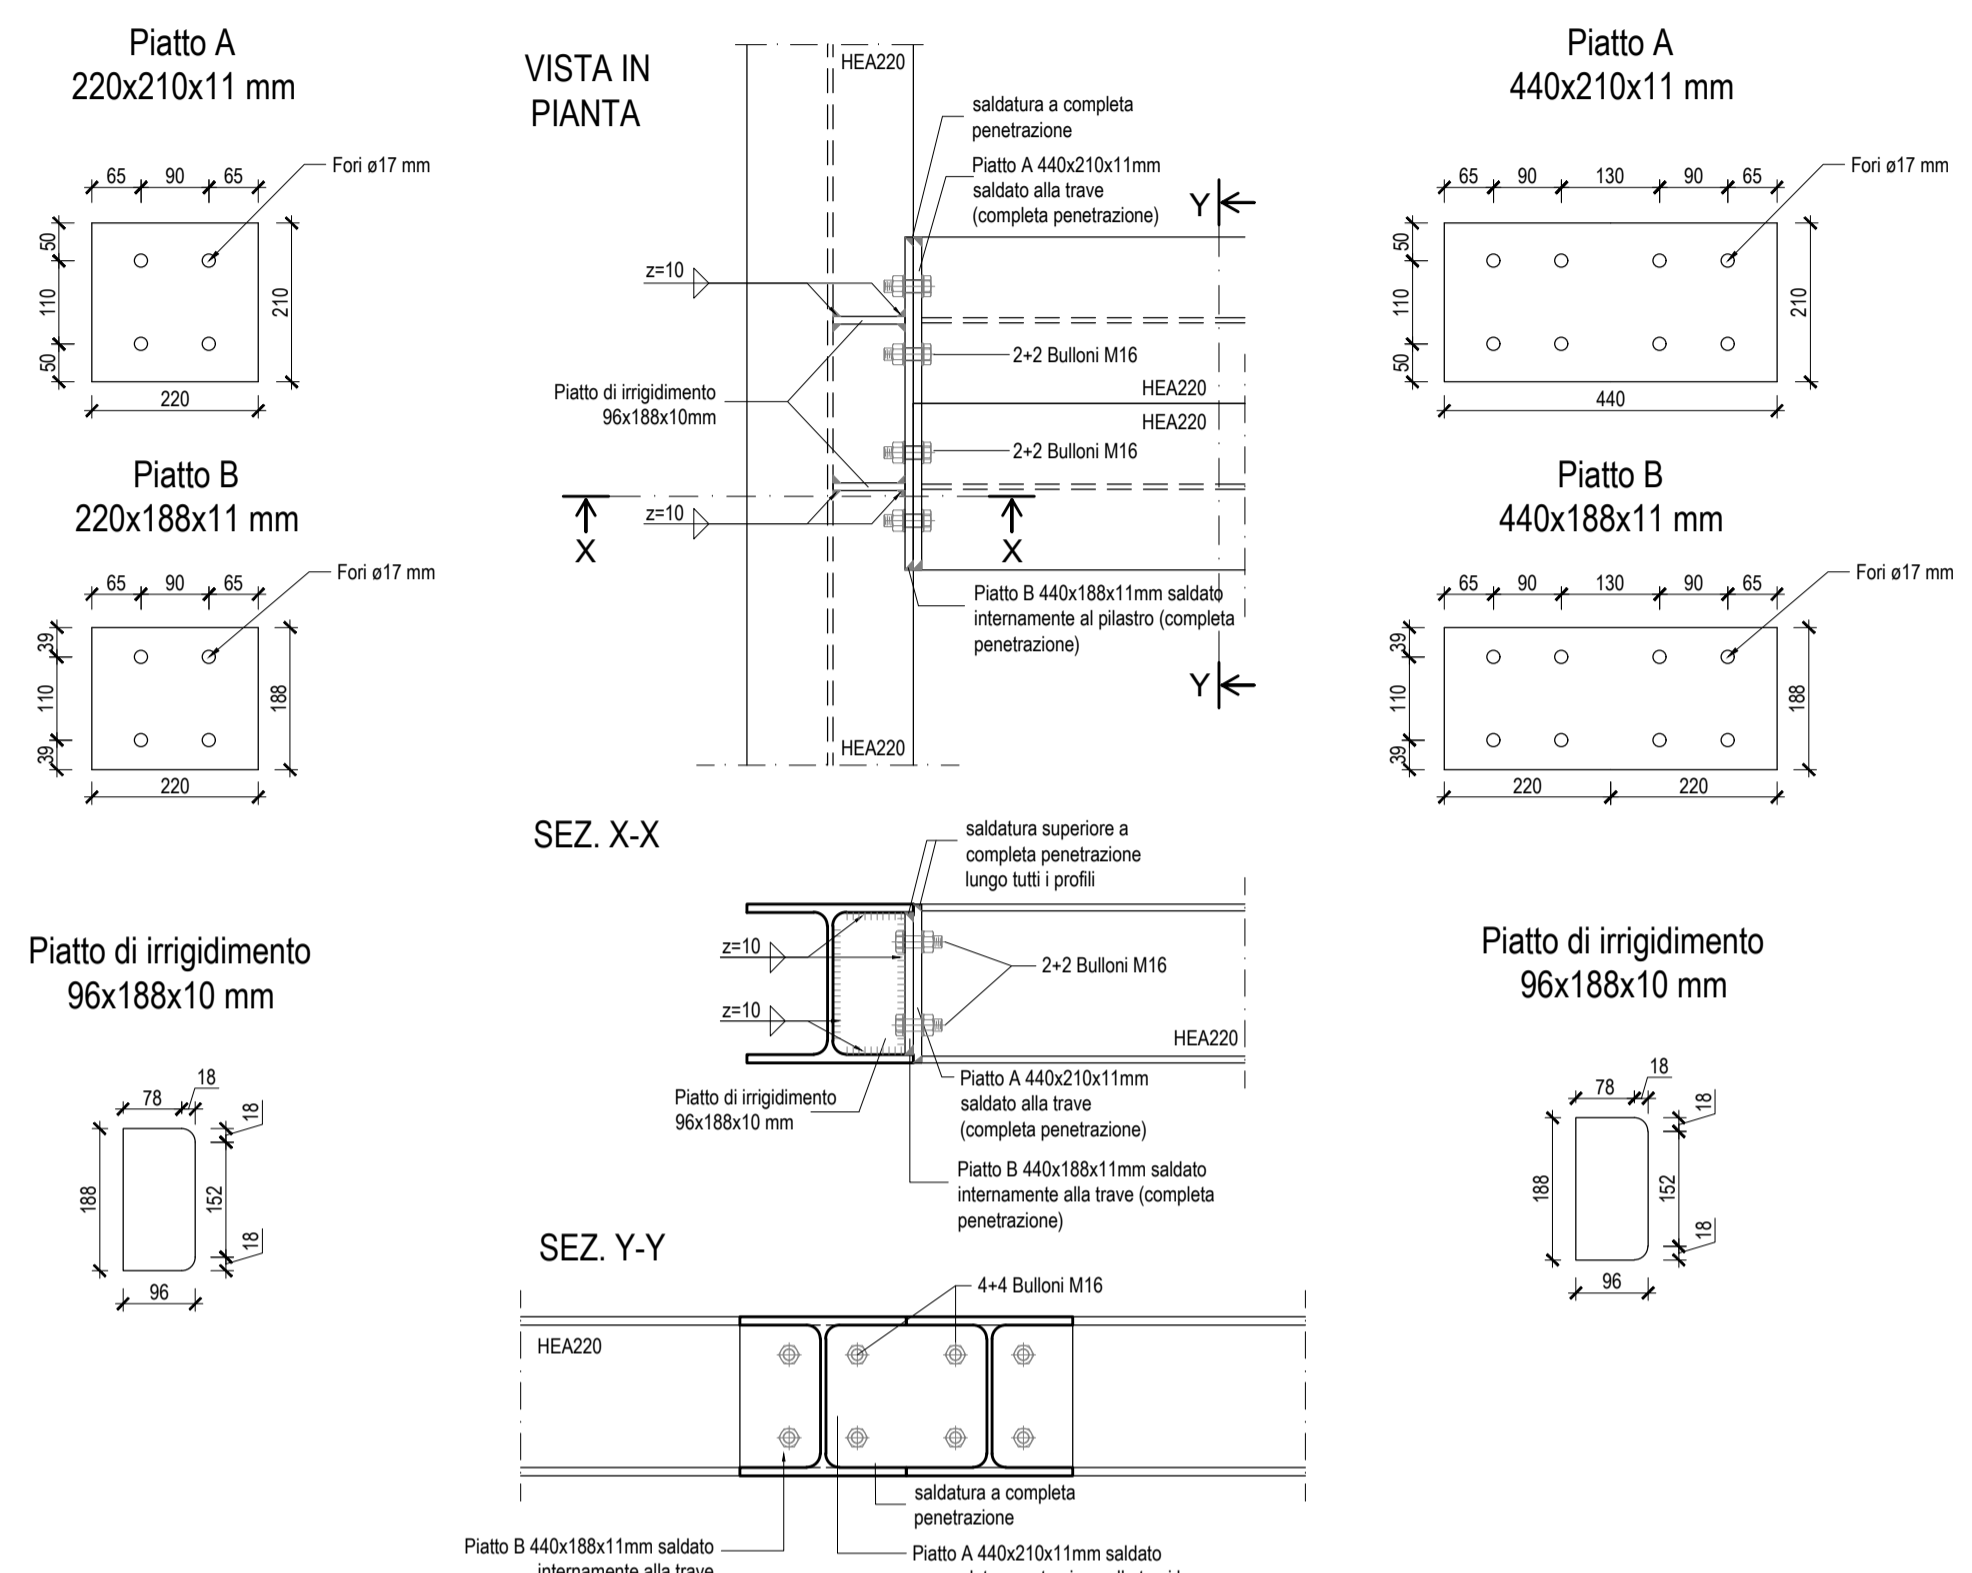 Piatto A
220x210x11 mm
Fori ø17 mm
65
90
65
50
110
50
210
220
Piatto B
220x188x11 mm
Fori ø17 mm
65
90
65
39
110
39
188
220
Piatto di irrigidimento
96x188x10 mm
78
18
18
188
152
18
96
VISTA IN
PIANTA
HEA220
saldatura a completa
penetrazione
Piatto A 440x210x11mm
saldato alla trave
(completa penetrazione)
Y
z=10
2+2 Bulloni M16
Piatto di irrigidimento
96x188x10mm
HEA220
HEA220
2+2 Bulloni M16
z=10
X
X
Piatto B 440x188x11mm saldato
internamente al pilastro (completa
penetrazione)
Y
HEA220
SEZ. X-X
saldatura superiore a
completa penetrazione
lungo tutti i profili
z=10
2+2 Bulloni M16
z=10
HEA220
Piatto di irrigidimento
96x188x10 mm
Piatto A 440x210x11mm
saldato alla trave
(completa penetrazione)
Piatto B 440x188x11mm saldato
internamente alla trave (completa
penetrazione)
SEZ. Y-Y
4+4 Bulloni M16
HEA220
saldatura a completa
penetrazione
Piatto B 440x188x11mm saldato
internamente alla trave
Piatto A 440x210x11mm saldato
Piatto A
440x210x11 mm
Fori ø17 mm
65
90
130
90
65
50
110
50
210
440
Piatto B
440x188x11 mm
Fori ø17 mm
65
90
130
90
65
39
110
39
188
220
220
Piatto di irrigidimento
96x188x10 mm
78
18
18
188
152
18
96